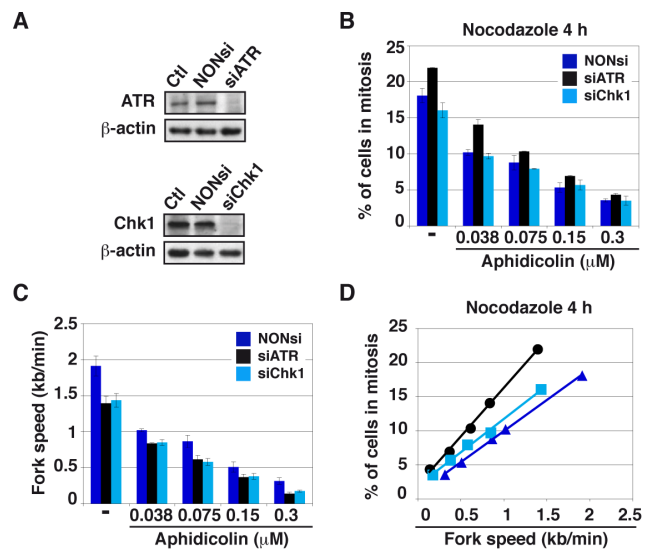 A
Ctl
NONsi
siATR
ATR
β-actin
Ctl
NONsi
siChk1
Chk1
β-actin
B
Nocodazole 4 h
% of cells in mitosis
25
20
15
10
5
0
NONsi
siATR
siChk1
- 0.038 0.075 0.15 0.3
Aphidicolin (µM)
C
Fork speed (kb/min)
2.5
2
1.5
1
0.5
0
NONsi
siATR
siChk1
- 0.038 0.075 0.15 0.3
Aphidicolin (µM)
D
Nocodazole 4 h
% of cells in mitosis
25
20
15
10
5
0
0 0.5 1 1.5 2 2.5
Fork speed (kb/min)